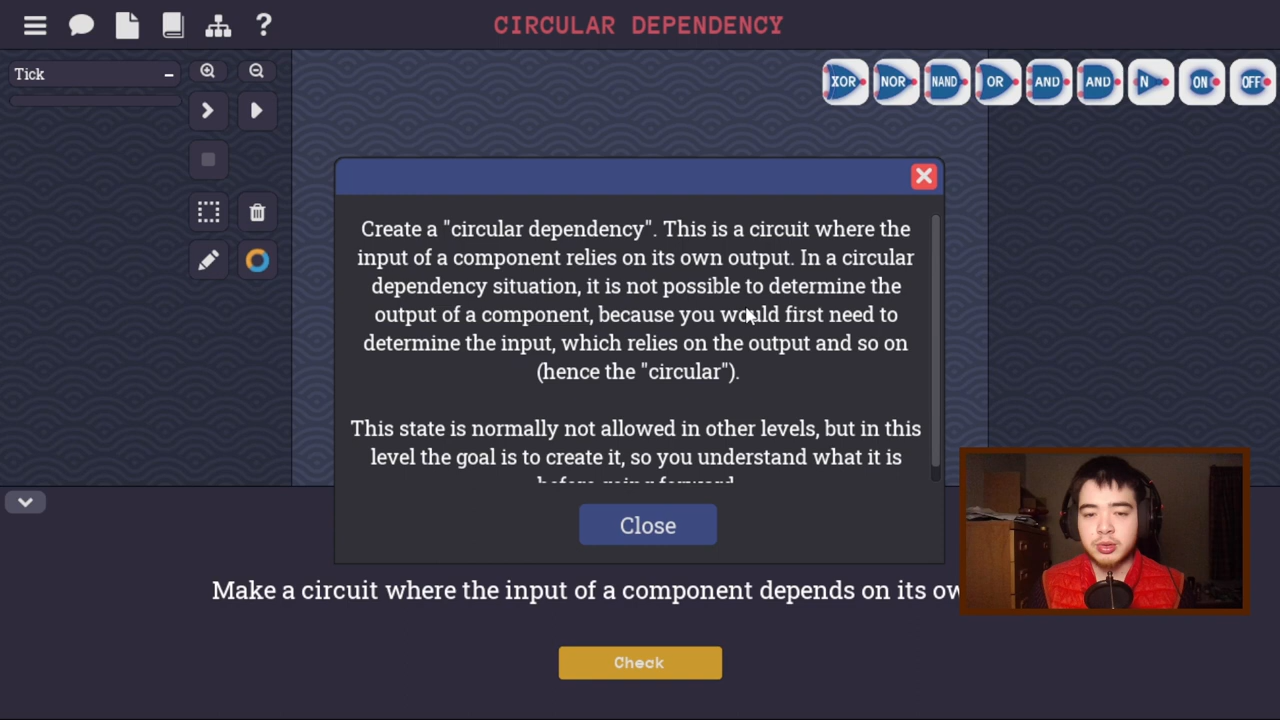 CIRCULAR DEPENDENCY
Tick
XOR NOR NAND OR AND AND N ON OFF
Create a "circular dependency". This is a circuit where the
input of a component relies on its own output. In a circular
dependency situation, it is not possible to determine the
output of a component, because you would first need to
determine the input, which relies on the output and so on
(hence the "circular").
This state is normally not allowed in other levels, but in this
level the goal is to create it, so you understand what it is
before going forward.
Close
Make a circuit where the input of a component depends on its
Check